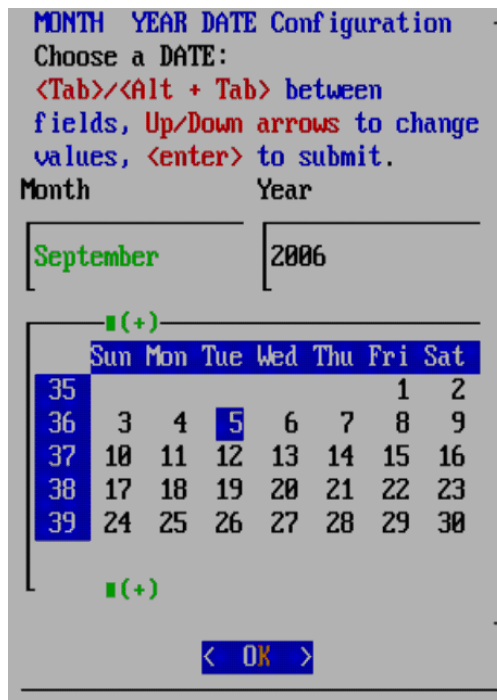 MONTH YEAR DATE Configuration
Choose a DATE:
<Tab>/<Alt + Tab> between
fields, Up/Down arrows to change
values, <enter> to submit.
Month Year
September 2006
(+)
Sun Mon Tue Wed Thu Fri Sat
35 1 2
36 3 4 5 6 7 8 9
37 10 11 12 13 14 15 16
38 17 18 19 20 21 22 23
39 24 25 26 27 28 29 30
(+)
< OK >